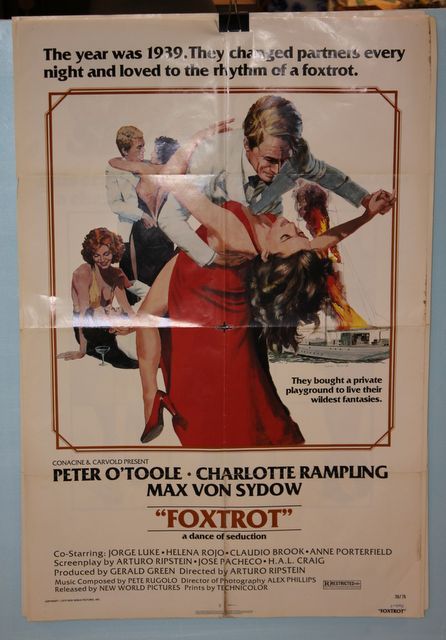 The year was 1939. They changed partners every
night and loved to the rhythm of a foxtrot.
They bought a private
playground to live their
wildest fantasies.
CONACINE & CARVOLD PRESENT
PETER O'TOOLE • CHARLOTTE RAMPLING
MAX VON SYDOW
"FOXTROT"
a dance of seduction
Co-Starring: JORGE LUKE • HELENA ROJO • CLAUDIO BROOK • ANNE PORTERFIELD
Screenplay by ARTURO RIPSTEIN • JOSE PACHECO • H.A.L. CRAIG
Produced by GERALD GREEN Directed by ARTURO RIPSTEIN
Music Composed by PETE RUGOLO Director of Photography ALEX PHILLIPS
Released by NEW WORLD PICTURES Prints by TECHNICOLOR
R RESTRICTED
"FOXTROT"